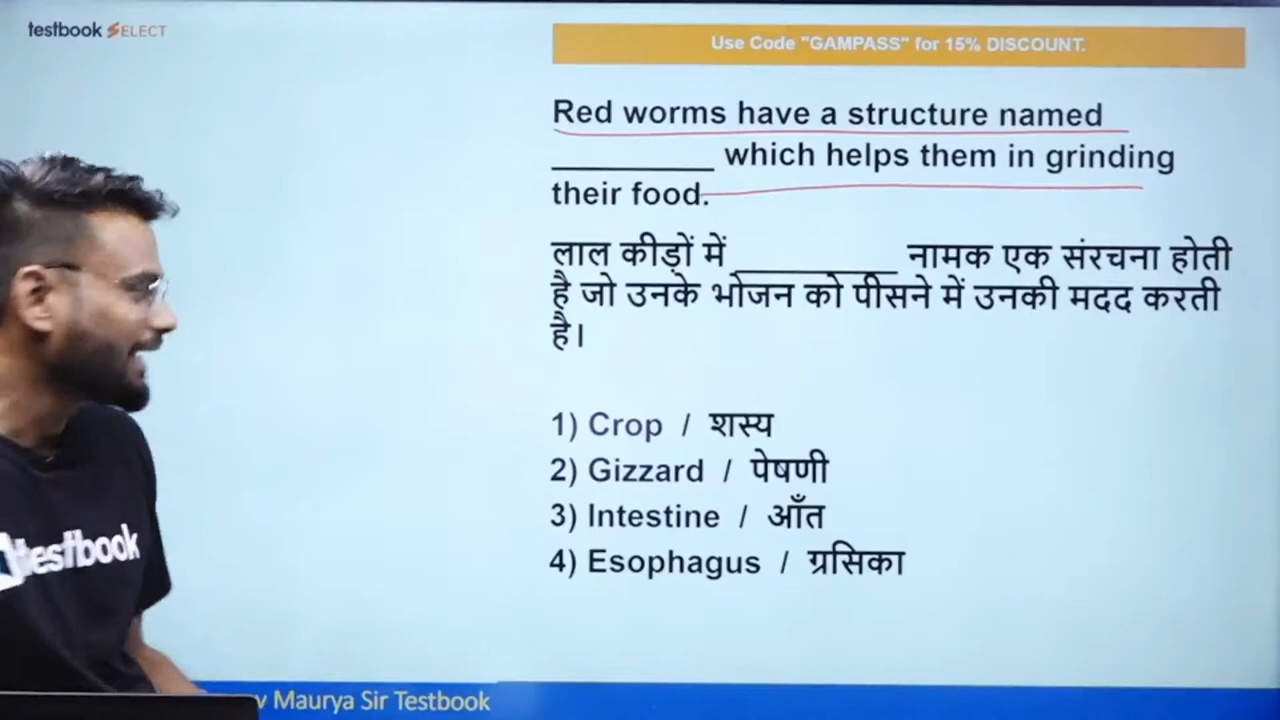 testbook SELECT
Use Code "GAMPASS" for 15% DISCOUNT.
Red worms have a structure named
__________ which helps them in grinding
their food.
लाल कीड़ों में __________ नामक एक संरचना होती
है जो उनके भोजन को पीसने में उनकी मदद करती
है।
1) Crop / शस्य
2) Gizzard / पेषणी
3) Intestine / आँत
4) Esophagus / ग्रसिका
testbook
v Maurya Sir Testbook